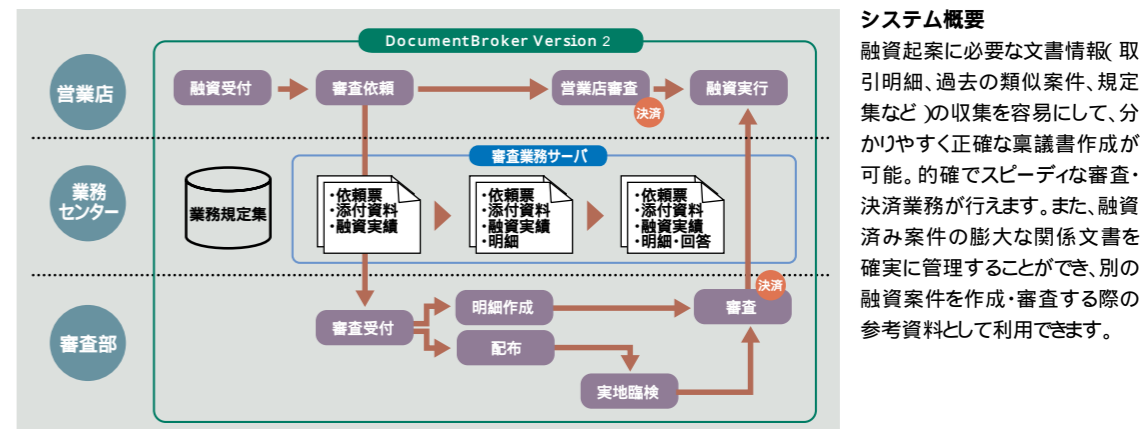 DocumentBroker Version 2
営業店
融資受付
審査依頼
営業店審査
決済
融資実行
業務
センター
業務規定集
審査業務サーバ
・依頼票
・添付資料
・融資実績
・依頼票
・添付資料
・融資実績
・明細
・依頼票
・添付資料
・融資実績
・明細・回答
審査部
審査受付
明細作成
配布
実地臨検
審査
決済
システム概要
融資起案に必要な文書情報(取
引明細、過去の類似案件、規定
集など)の収集を容易にして、分
かりやすく正確な稟議書作成が
可能。的確でスピーディな審査・
決済業務が行えます。また、融資
済み案件の膨大な関係文書を
確実に管理することができ、別の
融資案件を作成・審査する際の
参考資料として利用できます。